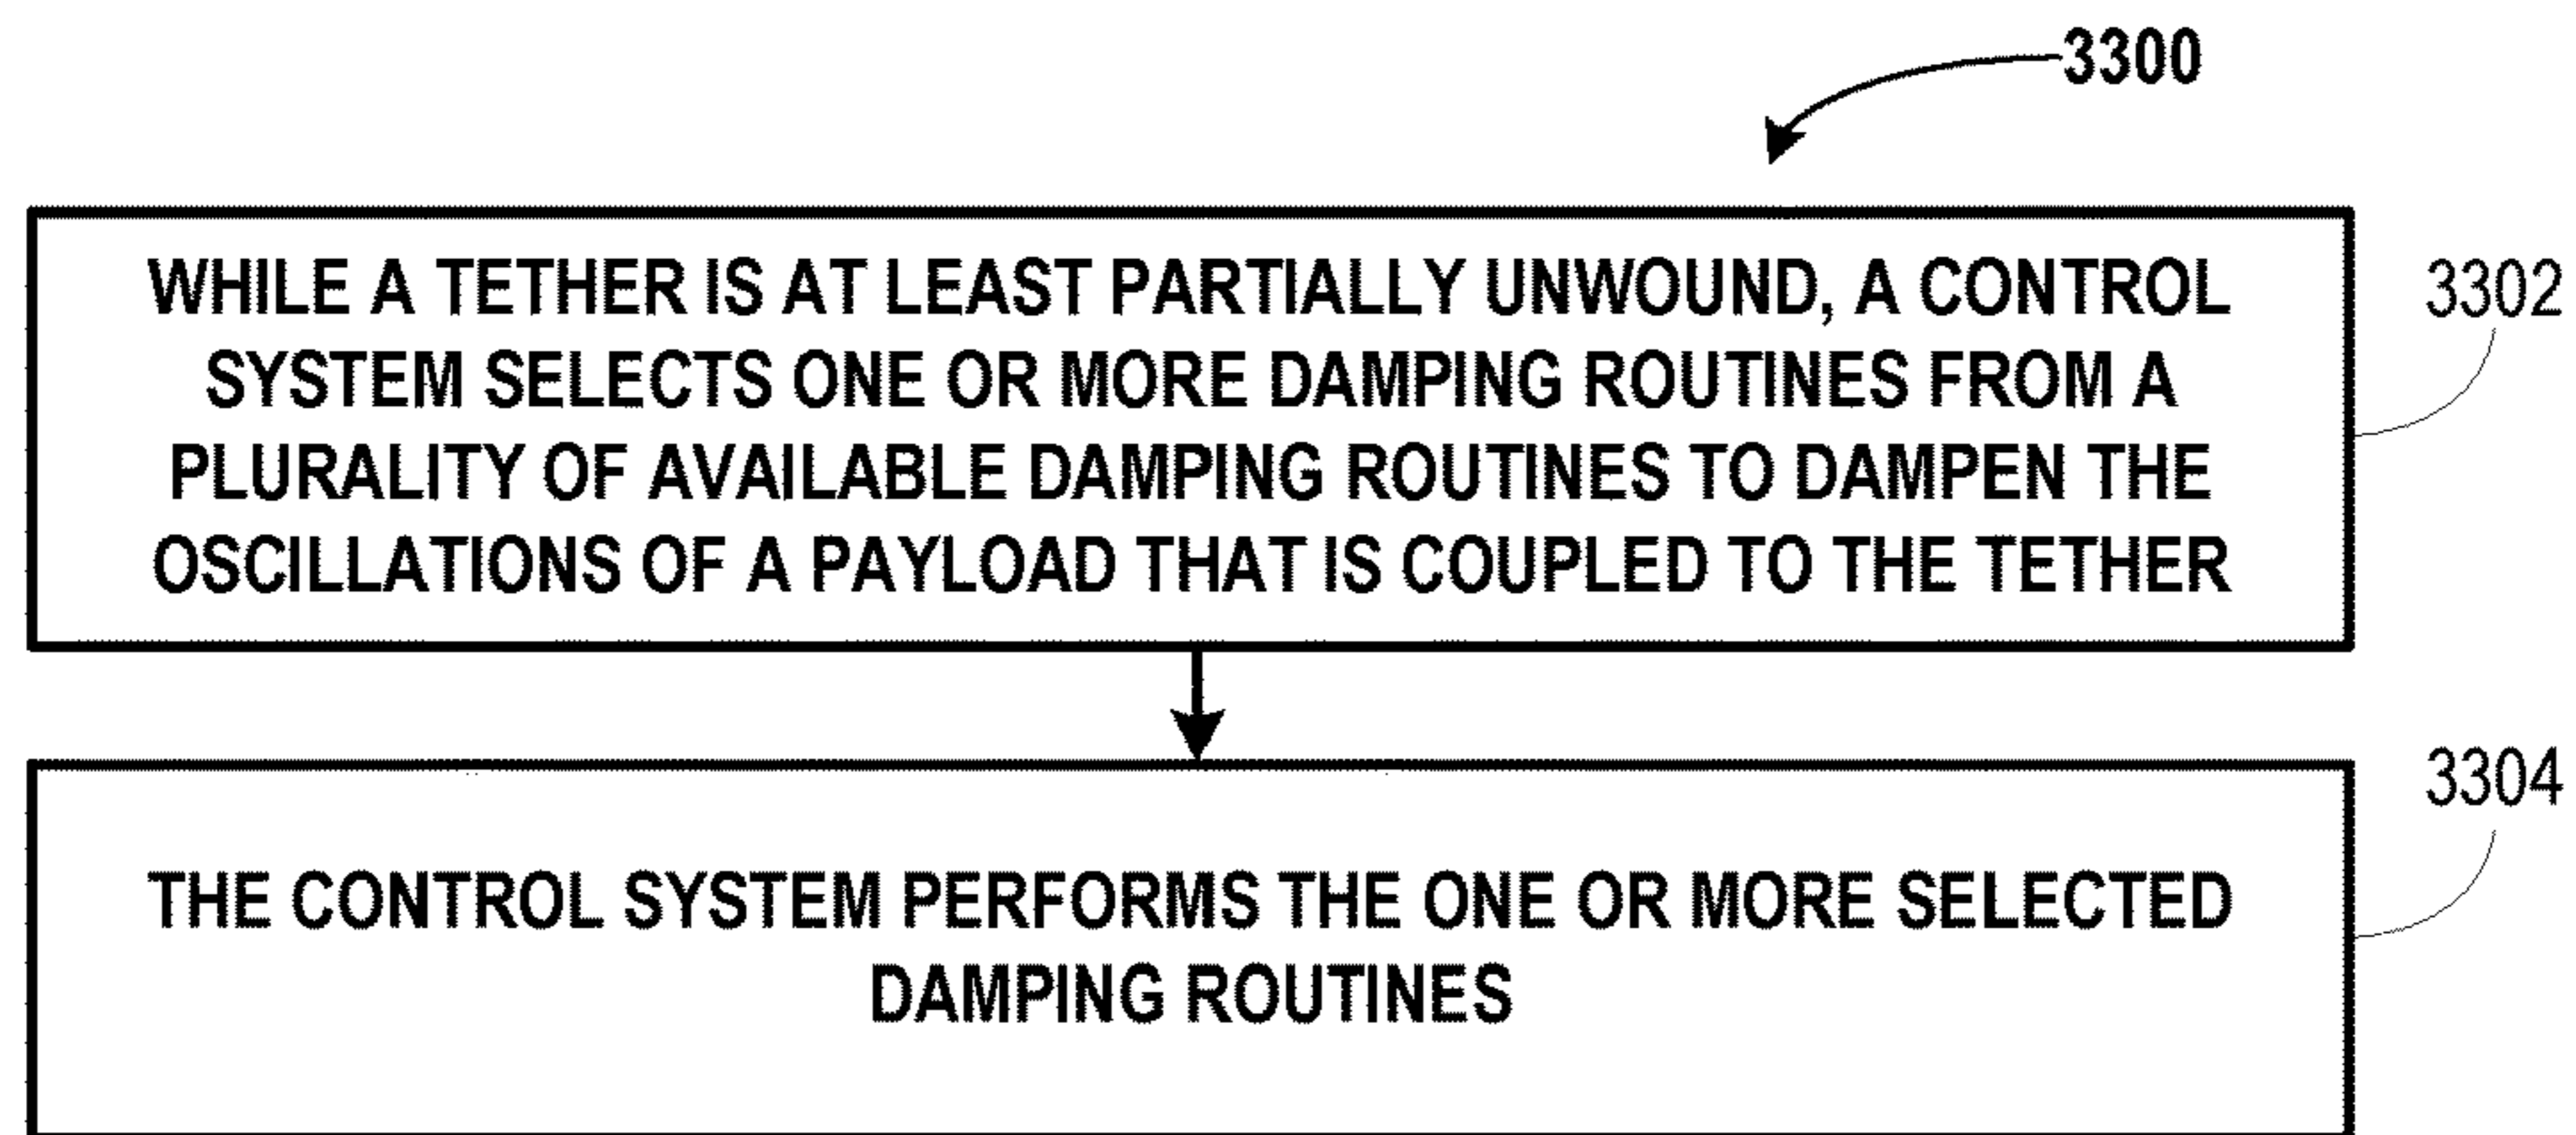 3300
WHILE A TETHER IS AT LEAST PARTIALLY UNWOUND, A CONTROL
SYSTEM SELECTS ONE OR MORE DAMPING ROUTINES FROM A
PLURALITY OF AVAILABLE DAMPING ROUTINES TO DAMPEN THE
OSCILLATIONS OF A PAYLOAD THAT IS COUPLED TO THE TETHER
3302
THE CONTROL SYSTEM PERFORMS THE ONE OR MORE SELECTED
DAMPING ROUTINES
3304